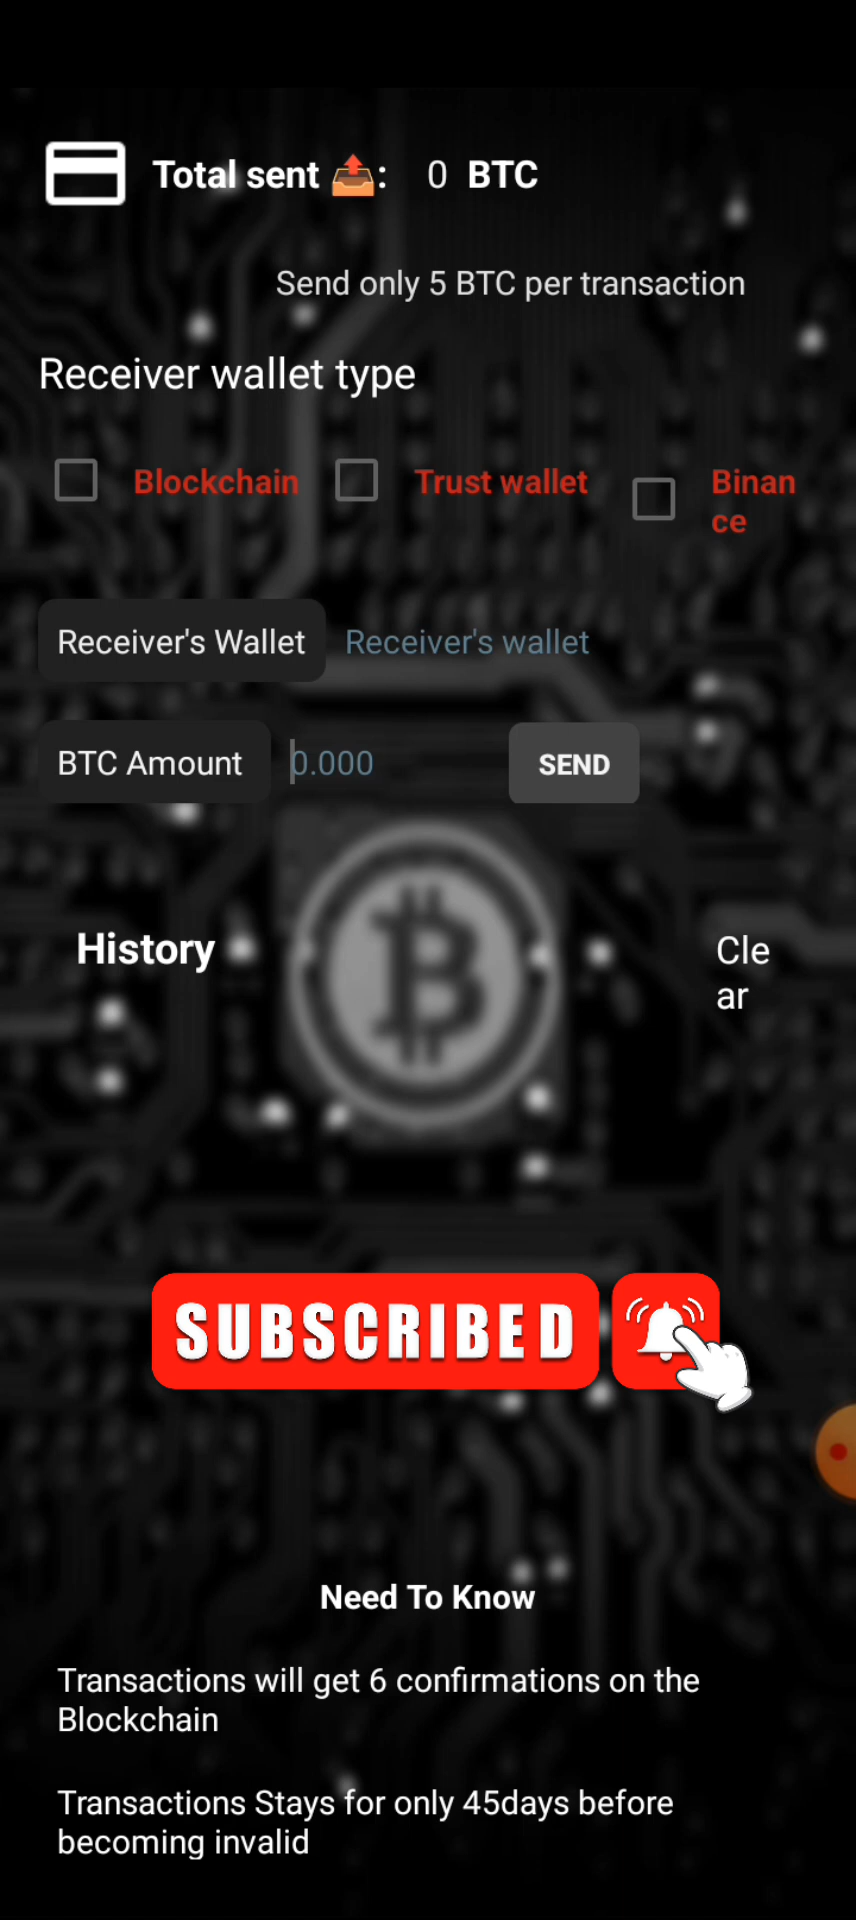 Total sent 📤: 0 BTC
Send only 5 BTC per transaction
Receiver wallet type
Blockchain
Trust wallet
Binan
ce
Receiver's Wallet Receiver's wallet
BTC Amount 0.000 SEND
History
Cle
ar
SUBSCRIBED
Need To Know
Transactions will get 6 confirmations on the
Blockchain
Transactions Stays for only 45days before
becoming invalid